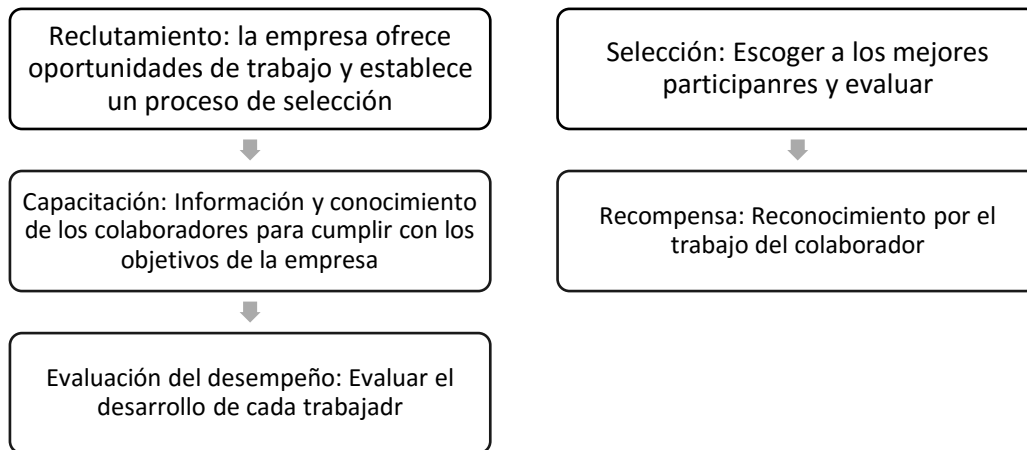 Reclutamiento: la empresa ofrece
oportunidades de trabajo y establece
un proceso de selección
Capacitación: Información y conocimiento
de los colaboradores para cumplir con los
objetivos de la empresa
Evaluación del desempeño: Evaluar el
desarrollo de cada trabajadr
Selección: Escoger a los mejores
participanres y evaluar
Recompensa: Reconocimiento por el
trabajo del colaborador